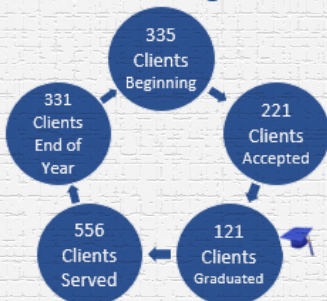 335
Clients
Beginning
221
Clients
Accepted
121
Clients
Graduated
556
Clients
Served
331
Clients
End of
Year